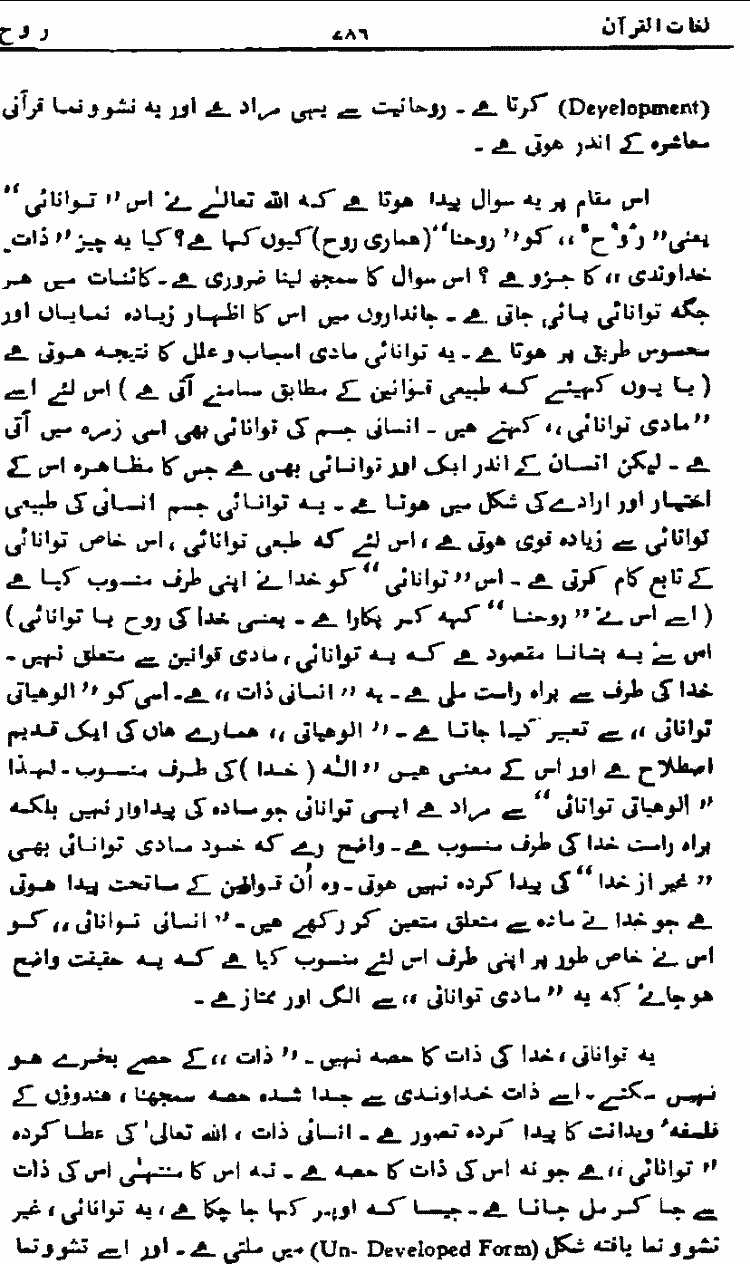 لغات القرآن ۷۸۶ ر و ح
(Deyelopment) کرتا ہے ۔ روحانیت سے یہی مراد ہے اور یہ نشو و نما قرآنی
معاشرہ کے اندر ہوتی ہے ۔
اس مقام پر یہ سوال پیدا ہوتا ہے کہ اللہ تعالیٰ نے اس ’’ توانائی ‘‘
یعنی ’’ رُوْحٌ ،، کو ’’ روحنا‘‘ (ہماری روح) کیوں کہا ہے؟ کیا یہ چیز ’’ ذات
خداوندی ،، کا جزو ہے ؟ اس سوال کا سمجھ لینا ضروری ہے ۔ کائنات میں ہر
جگہ توانائی پائی جاتی ہے ۔ جانداروں میں اس کا اظہار زیادہ نمایاں اور
محسوس طریق پر ہوتا ہے ۔ یہ توانائی مادی اسباب و علل کا نتیجہ ہوتی ہے
( یا یوں کہیئے کہ طبیعی قوانین کے مطابق سامنے آتی ہے ) اس لئے اسے
’’مادی توانائی ،، کہتے ہیں ۔ انسانی جسم کی توانائی بھی اسی زمرہ میں آتی
ہے ۔ لیکن انسان کے اندر ایک اور توانائی بھی ہے جس کا مظاہرہ اس کے
اختیار اور ارادے کی شکل میں ہوتا ہے ۔ یہ توانائی جسم انسانی کی طبیعی
توانائی سے زیادہ قوی ہوتی ہے ، اس لئے کہ طبعی توانائی ، اس خاص توانائی
کے تابع کام کرتی ہے ۔ اس ’’توانائی ‘‘ کو خدا نے اپنی طرف منسوب کیا ہے
( اسے اس نے ’’ روحنا ‘‘ کہہ کر پکارا ہے ۔ یعنی خدا کی روح یا توانائی )
اس سے یہ بتانا مقصود ہے کہ یہ توانائی ، مادی قوانین سے متعلق نہیں ۔
خدا کی طرف سے براہ راست ملی ہے ۔ یہ ’’ انسانی ذات ،، ہے ۔ اسی کو ’’ الوہیاتی
توانائی ،، سے تعبیر کیا جاتا ہے ۔ ’’ الوہیاتی ،، ہمارے ہاں کی ایک قدیم
اصطلاح ہے اور اس کے معنی ہیں ’’ اللہ ( خدا ) کی طرف منسوب ۔ لہذا
’’ الوہیاتی توانائی ‘‘ سے مراد ہے ایسی توانائی جو مادہ کی پیداوار نہیں بلکہ
براہ راست خدا کی طرف منسوب ہے ۔ واضح رہے کہ خود مادی توانائی بھی
’’ غیر از خدا ‘‘ کی پیدا کردہ نہیں ہوتی ۔ وہ اُن قوانین کے ماتحت پیدا ہوتی
ہے جو خدا نے مادہ سے متعلق متعین کر رکھے ہیں ۔ ’’ انسانی توانائی ،، کو
اس نے خاص طور پر اپنی طرف اس لئے منسوب کیا ہے کہ یہ حقیقت واضح
ہو جائے کہ یہ ’’ مادی توانائی ،، سے الگ اور ممتاز ہے ۔
یہ توانائی ، خدا کی ذات کا حصہ نہیں ۔ ’’ ذات ،، کے حصے بخرے ہو
نہیں سکتے ۔ اسے ذات خداوندی سے جدا شدہ حصہ سمجھنا ، ہندوؤں کے
فلسفۂ ویدانت کا پیدا کردہ تصور ہے ۔ انسانی ذات ، اللہ تعالیٰ کی عطا کردہ
’’ توانائی ،، ہے جو نہ اس کی ذات کا حصہ ہے ۔ نہ اس کا منتہیٰ اس کی ذات
سے جا کر مل جانا ہے ۔ جیسا کہ اوپر کہا جا چکا ہے ، یہ توانائی ، غیر
نشو و نما یافتہ شکل (Un- Developed Form) میں ملتی ہے ۔ اور اسے نشو و نما